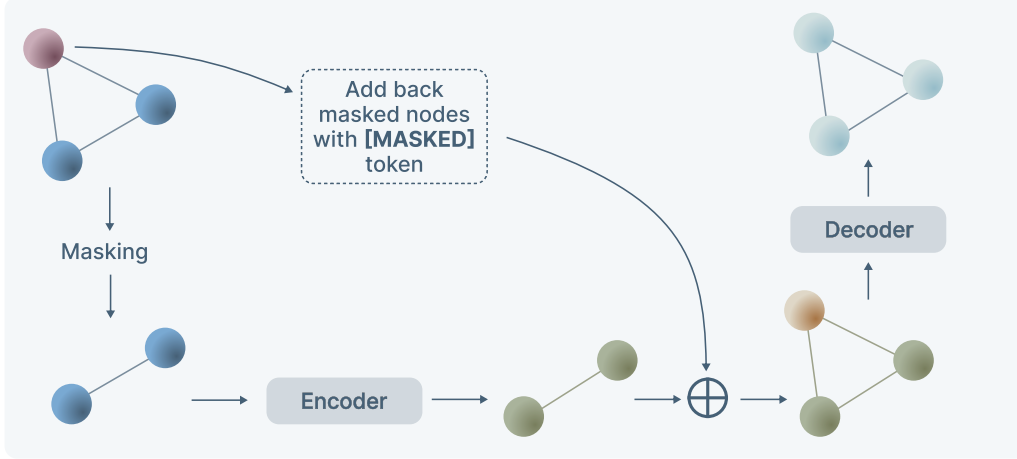 Add back
masked nodes
with [MASKED]
token
Masking
Encoder
Decoder